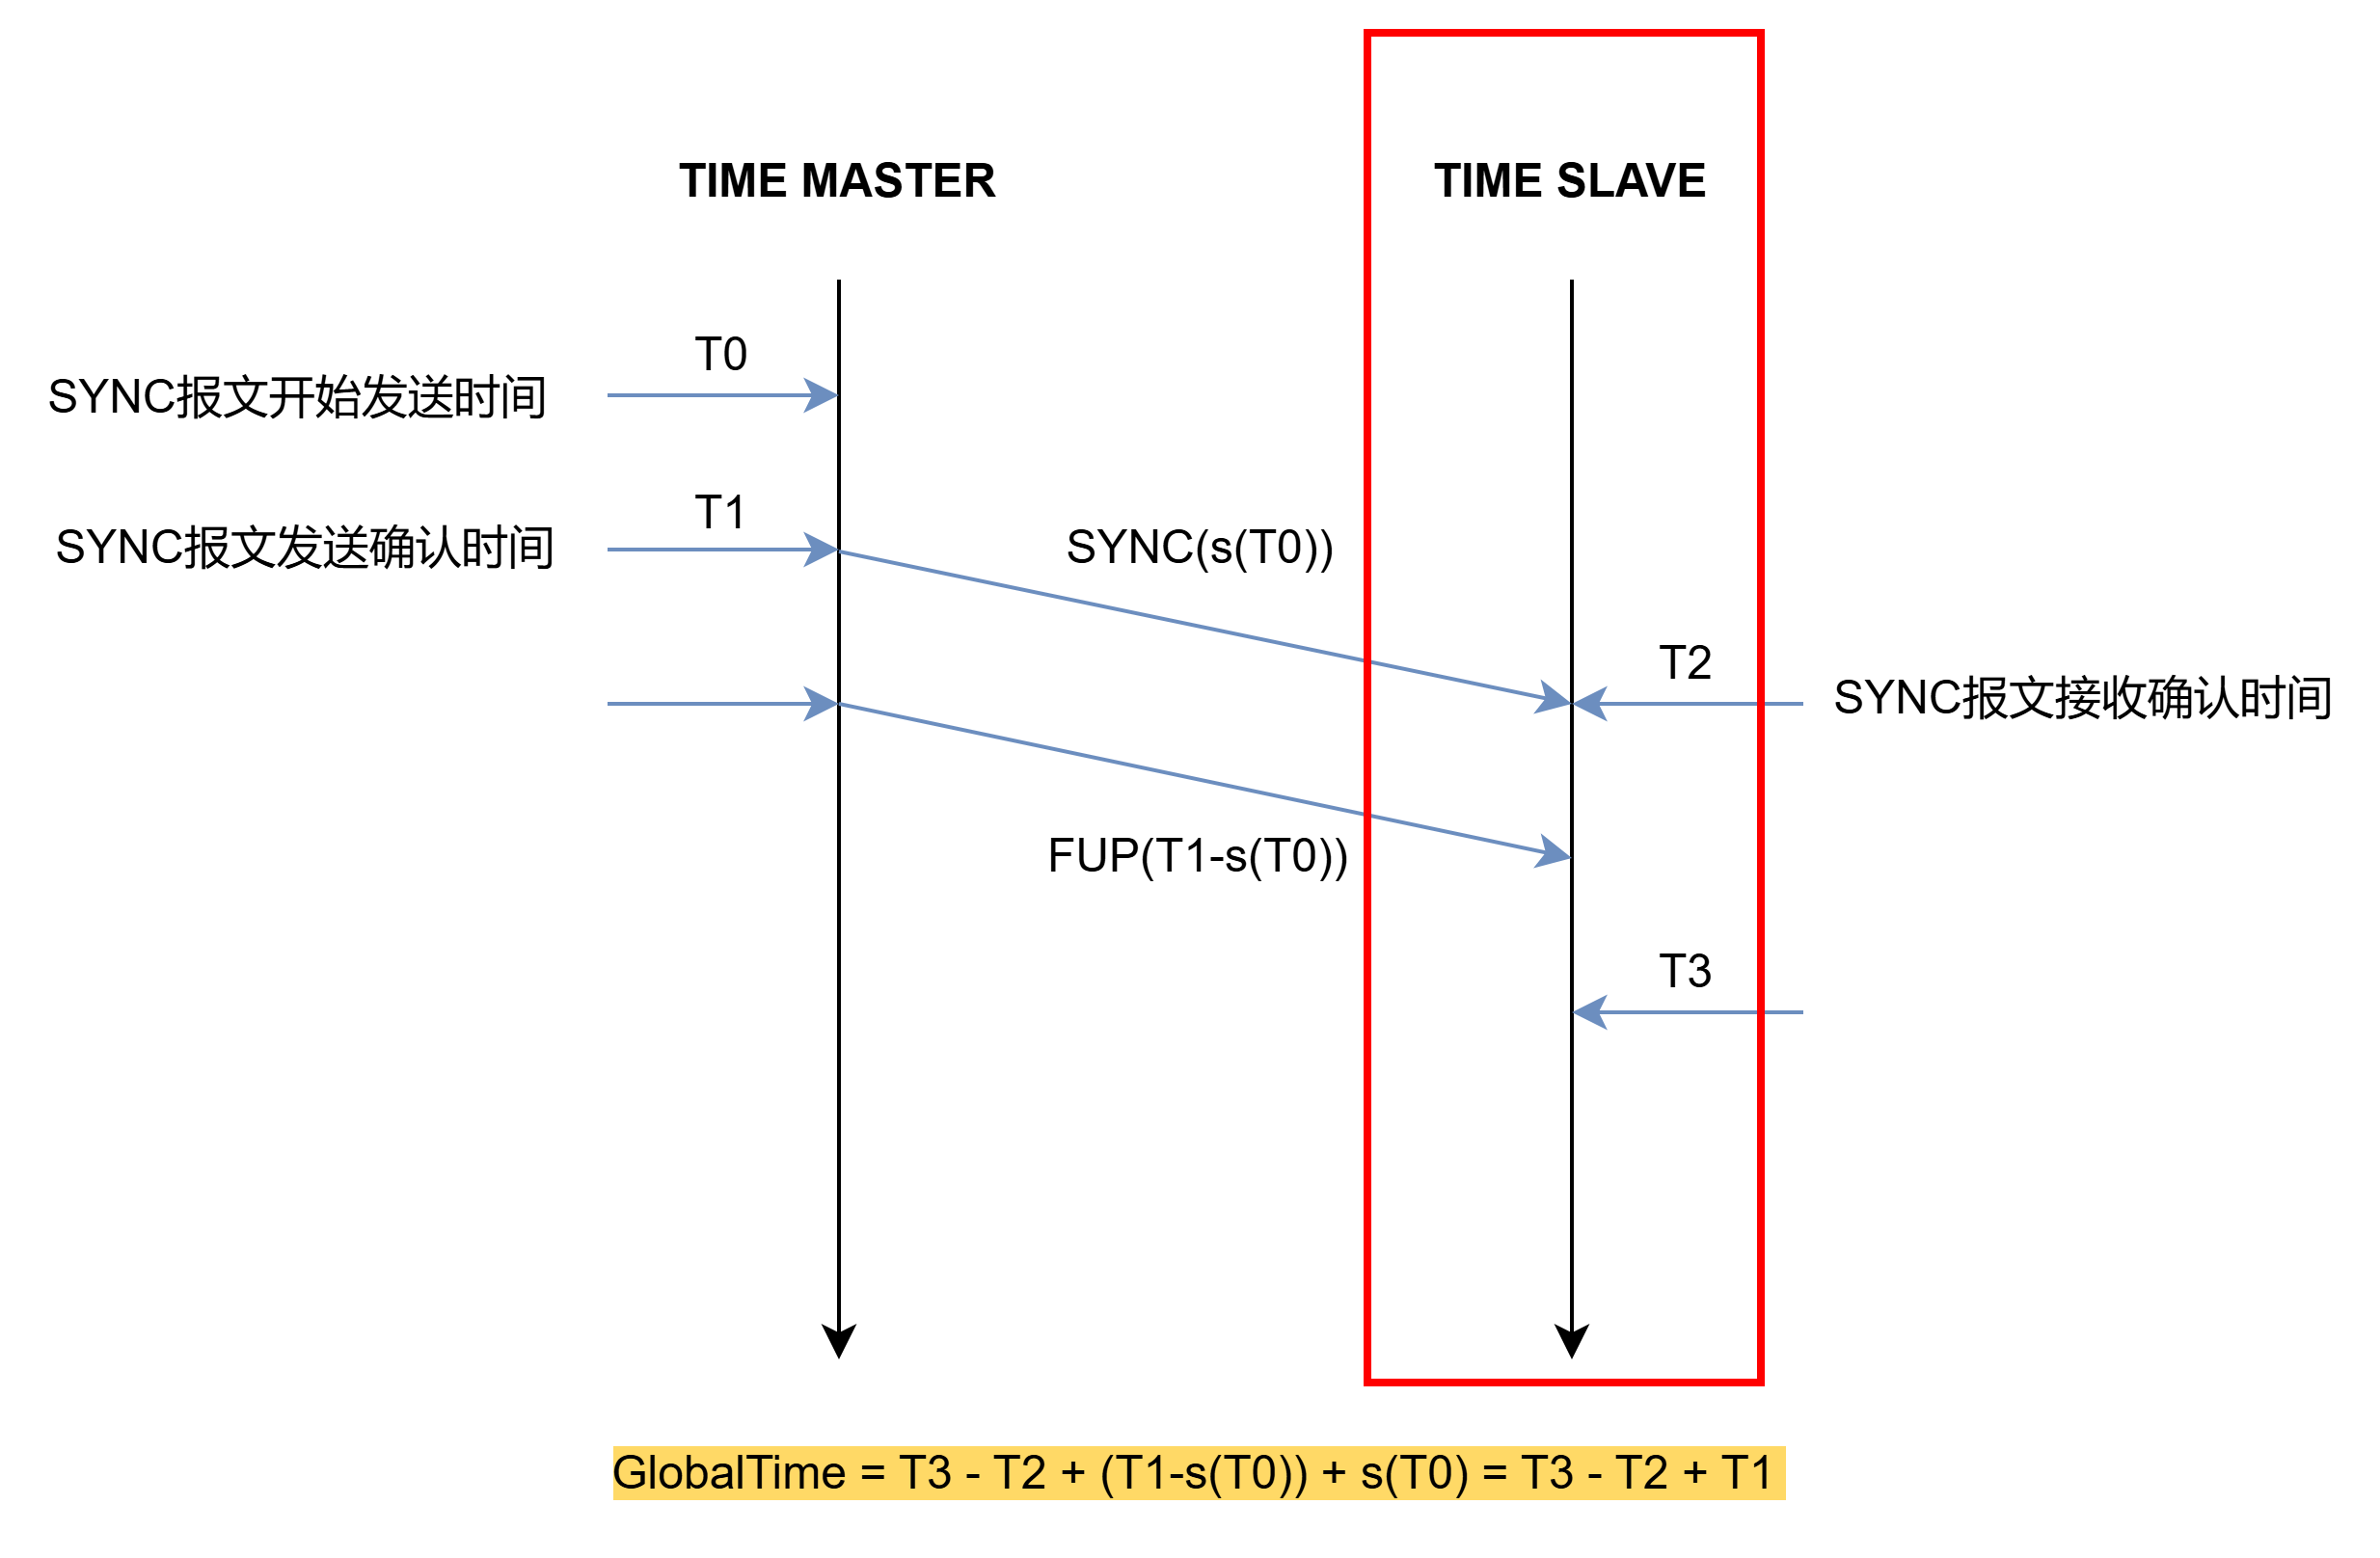 TIME MASTER
TIME SLAVE
T0
SYNC报文开始发送时间
T1
SYNC报文发送确认时间
SYNC(s(T0))
T2
SYNC报文接收确认时间
FUP(T1-s(T0))
T3
GlobalTime = T3 - T2 + (T1-s(T0)) + s(T0) = T3 - T2 + T1